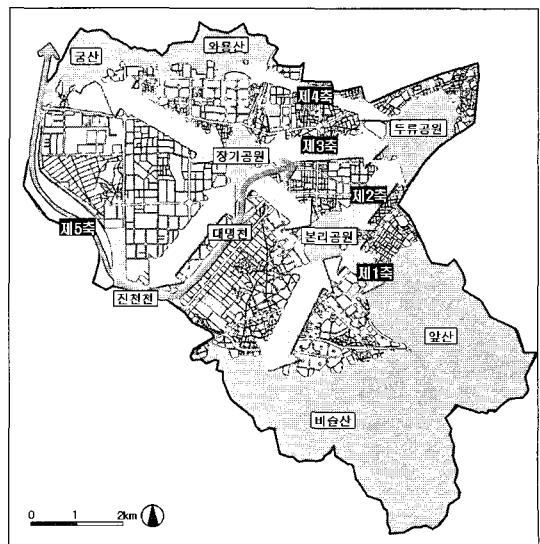 와룡산
궁산
제4축
두류공원
제3축
장기공원
제2축
제5축
대명천
본리공원
제1축
진천천
앞산
비슬산
0 1 2km